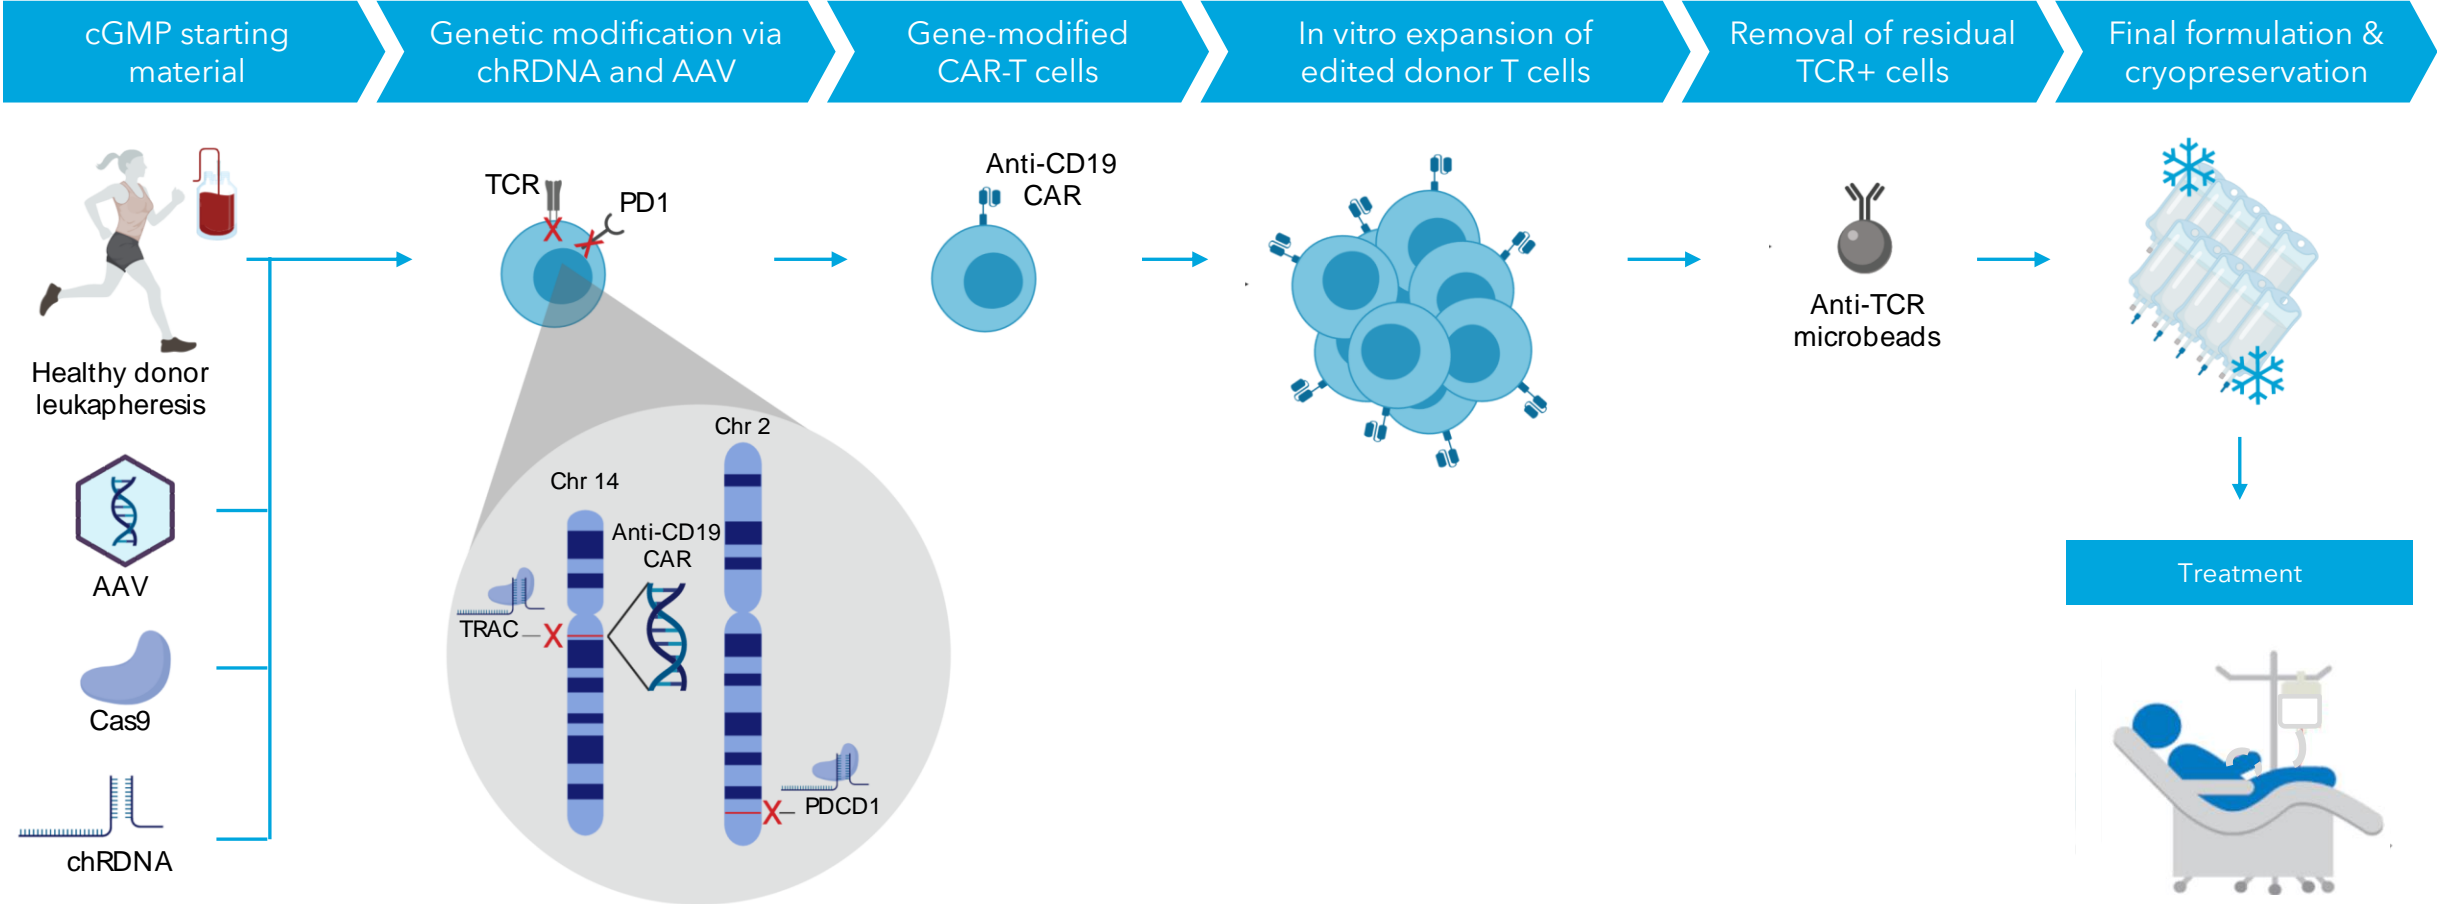 cGMP starting
material
Genetic modification via
chRDNA and AAV
Gene-modified
CAR-T cells
In vitro expansion of
edited donor T cells
Removal of residual
TCR+ cells
Final formulation &
cryopreservation
Healthy donor
leukapheresis
AAV
Cas9
chRDNA
TCR
PD1
Chr 14
Chr 2
Anti-CD19
CAR
TRAC
X
PDCD1
X
Anti-CD19
CAR
Anti-TCR
microbeads
Treatment